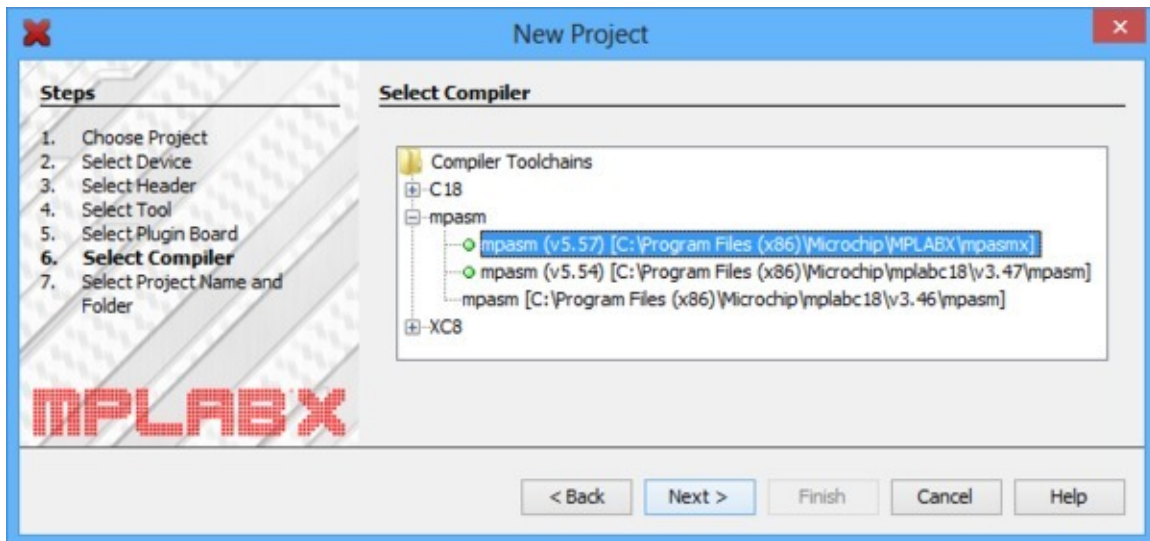 New Project
Steps
1. Choose Project
2. Select Device
3. Select Header
4. Select Tool
5. Select Plugin Board
6. Select Compiler
7. Select Project Name and
Folder
MPLAB X
Select Compiler
Compiler Toolchains
C18
mpasm
mpasm (v5.57) [C:\Program Files (x86)\Microchip\MPLABX\mpasmx]
mpasm (v5.54) [C:\Program Files (x86)\Microchip\mplabc18\v3.47\mpasm]
mpasm [C:\Program Files (x86)\Microchip\mplabc18\v3.46\mpasm]
XC8
< Back Next > Finish Cancel Help